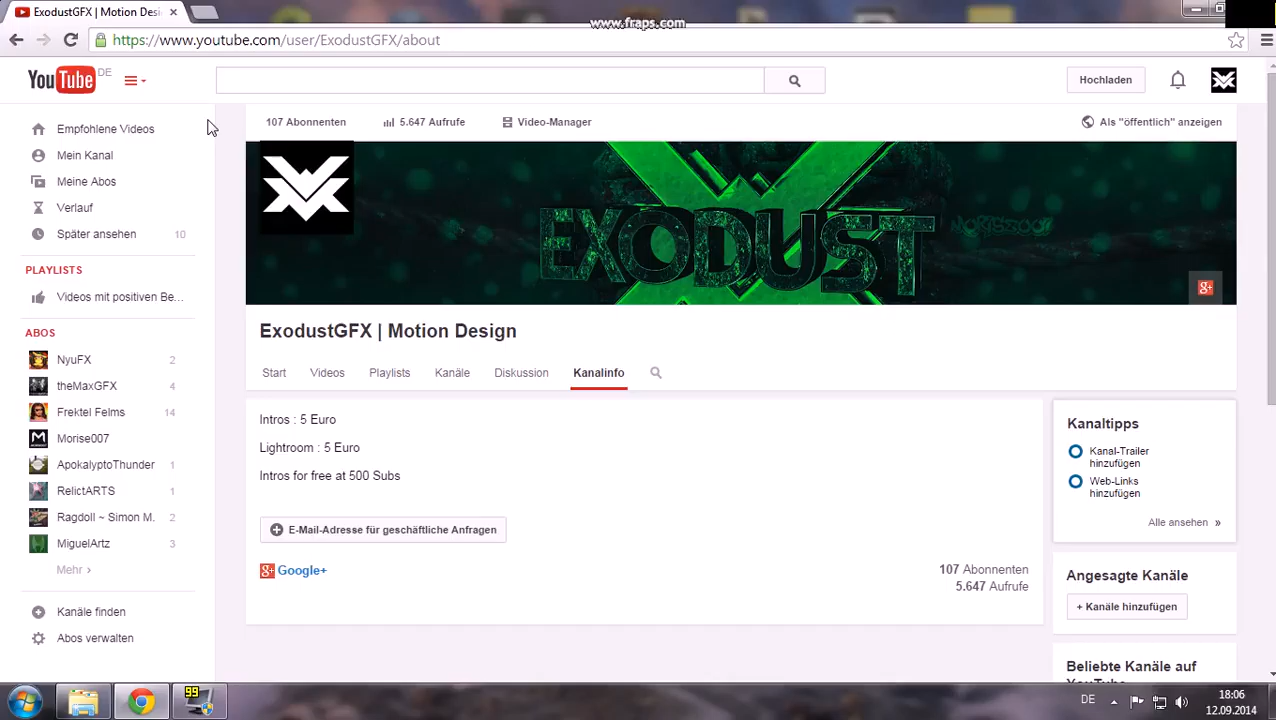 ExodustGFX | Motion Desi
www.fraps.com
https://www.youtube.com/user/ExodustGFX/about
YouTube DE
Hochladen
Empfohlene Videos
Mein Kanal
Meine Abos
Verlauf
Später ansehen 10
PLAYLISTS
Videos mit positiven Be...
ABOS
NyuFX 2
theMaxGFX 4
Frektel Felms 14
Morise007
ApokalyptoThunder 1
RelictARTS 1
Ragdoll ~ Simon M. 2
MiguelArtz 3
Mehr ›
Kanäle finden
Abos verwalten
107 Abonnenten 5.647 Aufrufe Video-Manager Als "öffentlich" anzeigen
EXODUST
g+
ExodustGFX | Motion Design
Start Videos Playlists Kanäle Diskussion Kanalinfo
Intros : 5 Euro
Lightroom : 5 Euro
Intros for free at 500 Subs
E-Mail-Adresse für geschäftliche Anfragen
g+ Google+
107 Abonnenten
5.647 Aufrufe
Kanaltipps
Kanal-Trailer
hinzufügen
Web-Links
hinzufügen
Alle ansehen »
Angesagte Kanäle
+ Kanäle hinzufügen
Beliebte Kanäle auf
YouTube
99
DE
18:06
12.09.2014